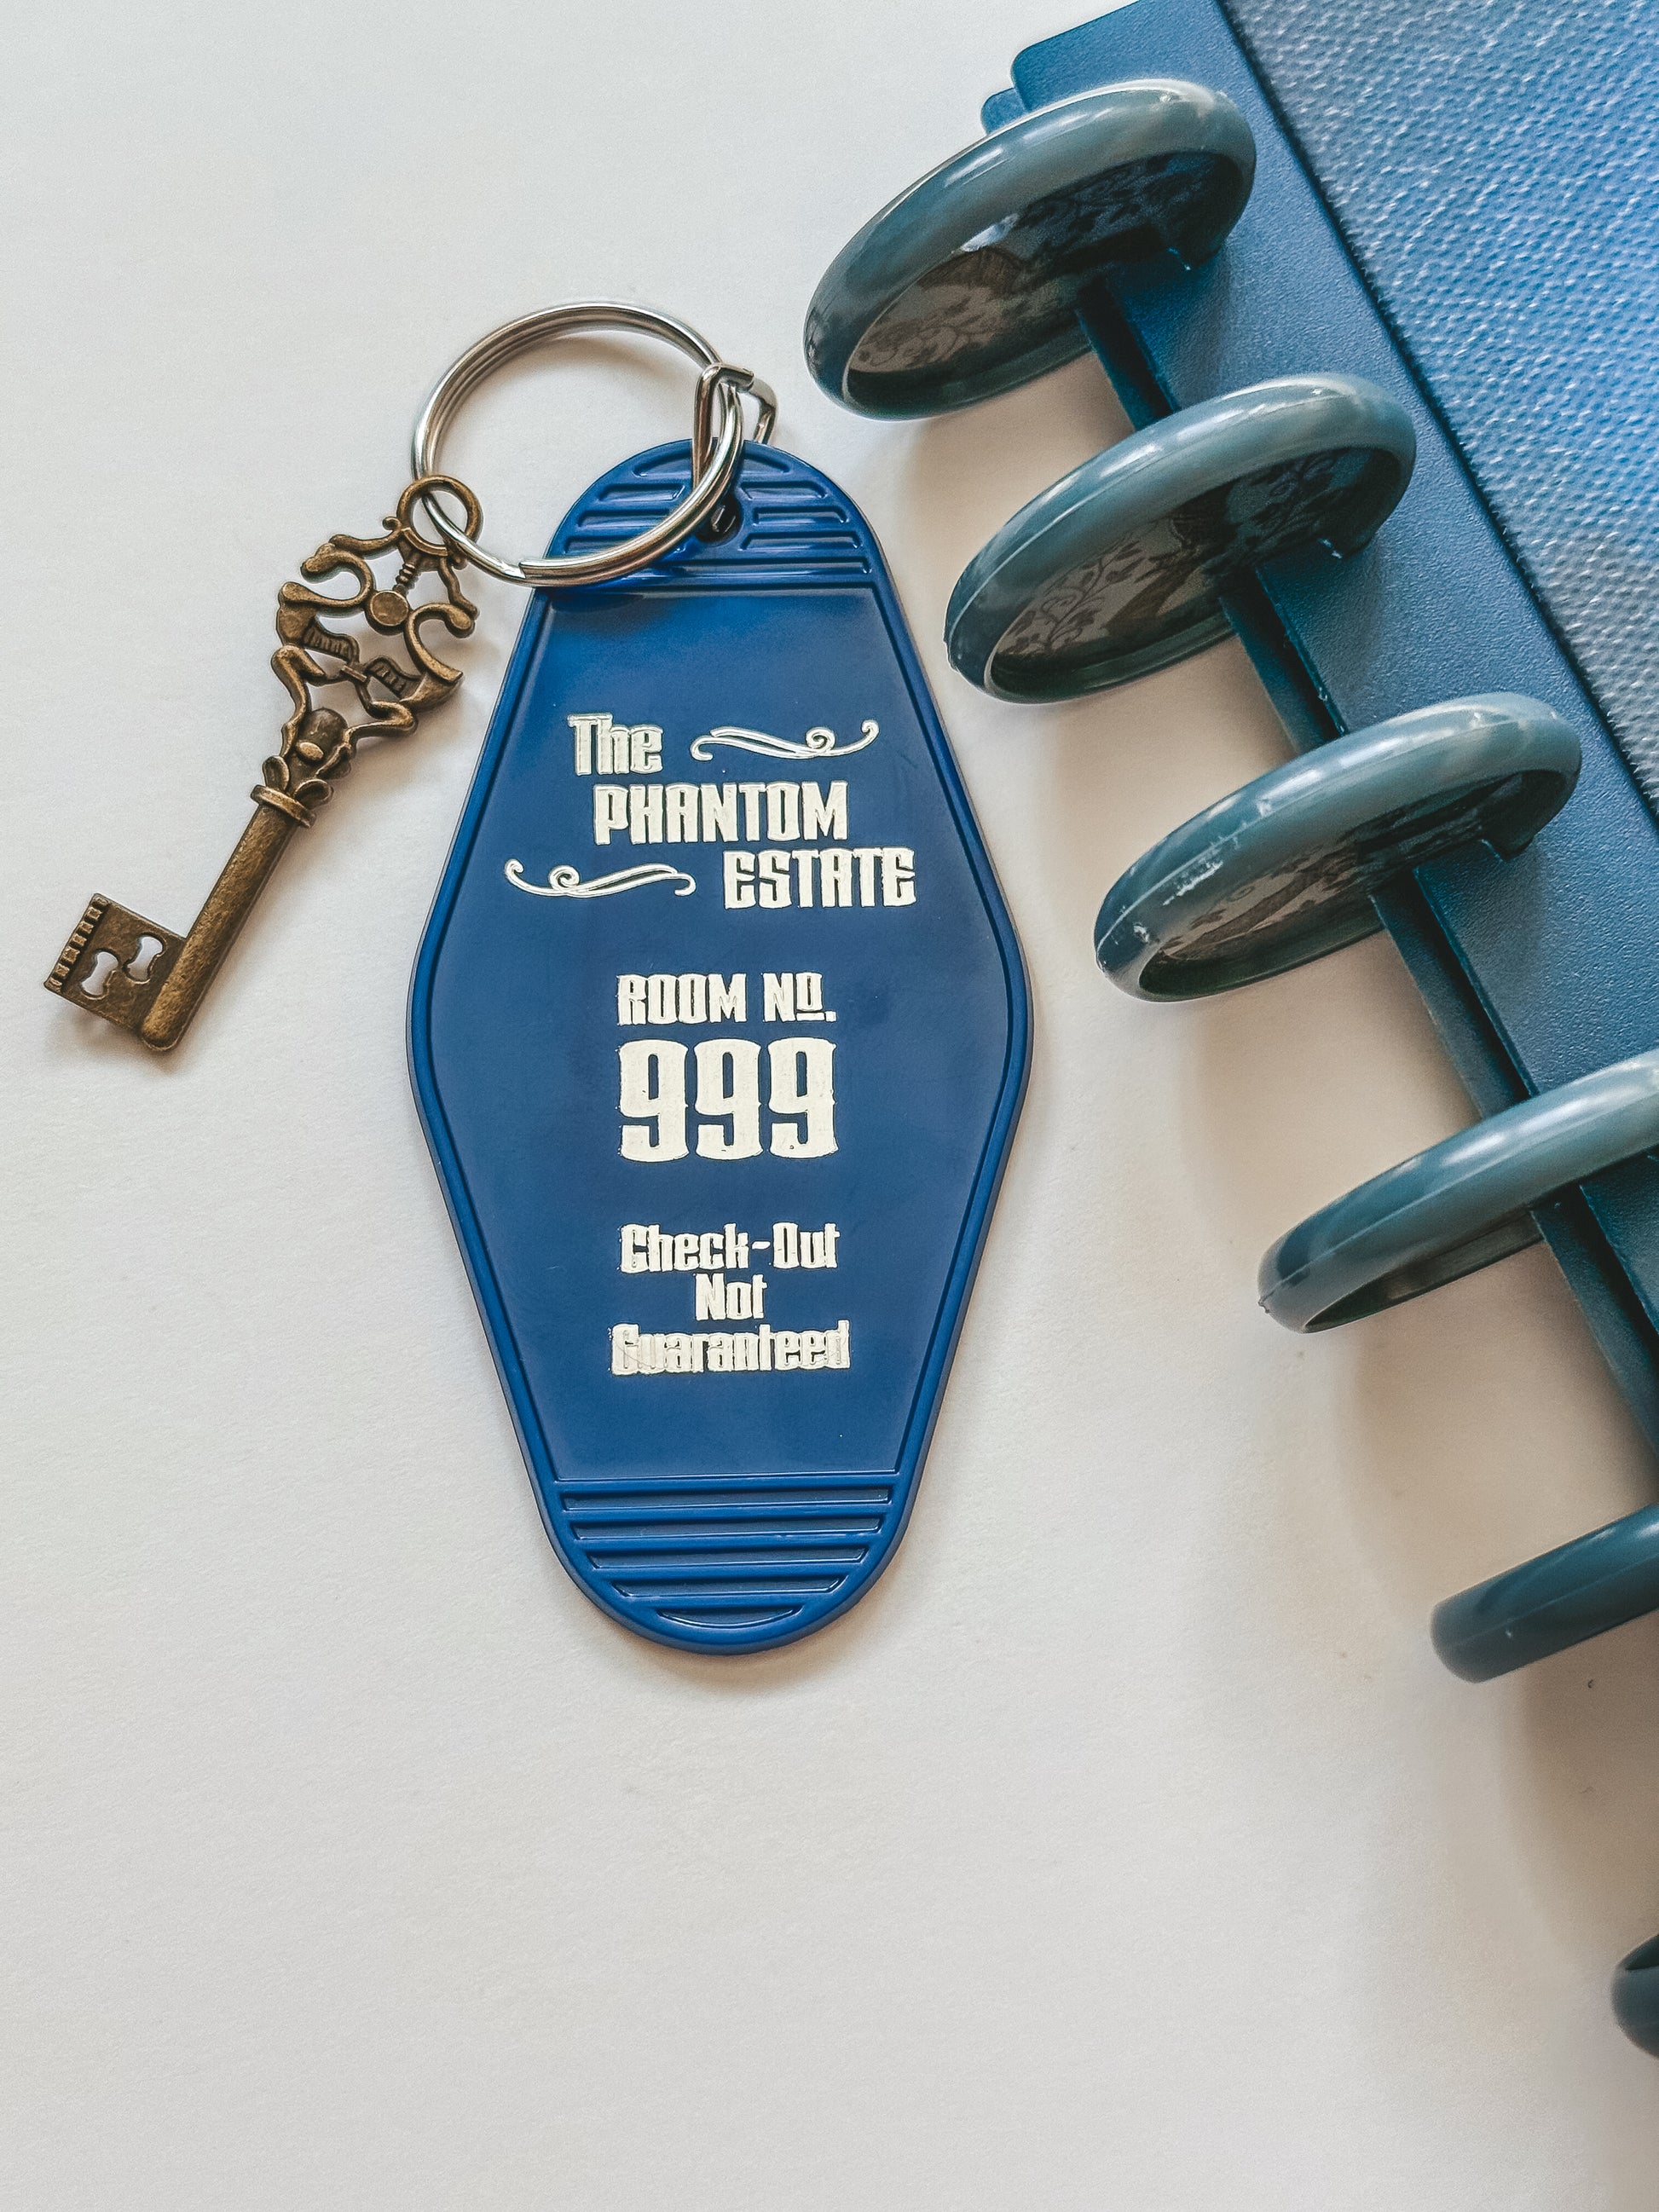 The
PHANTOM
ESTATE
ROOM NO.
999
Check-Out
Not
Guaranteed